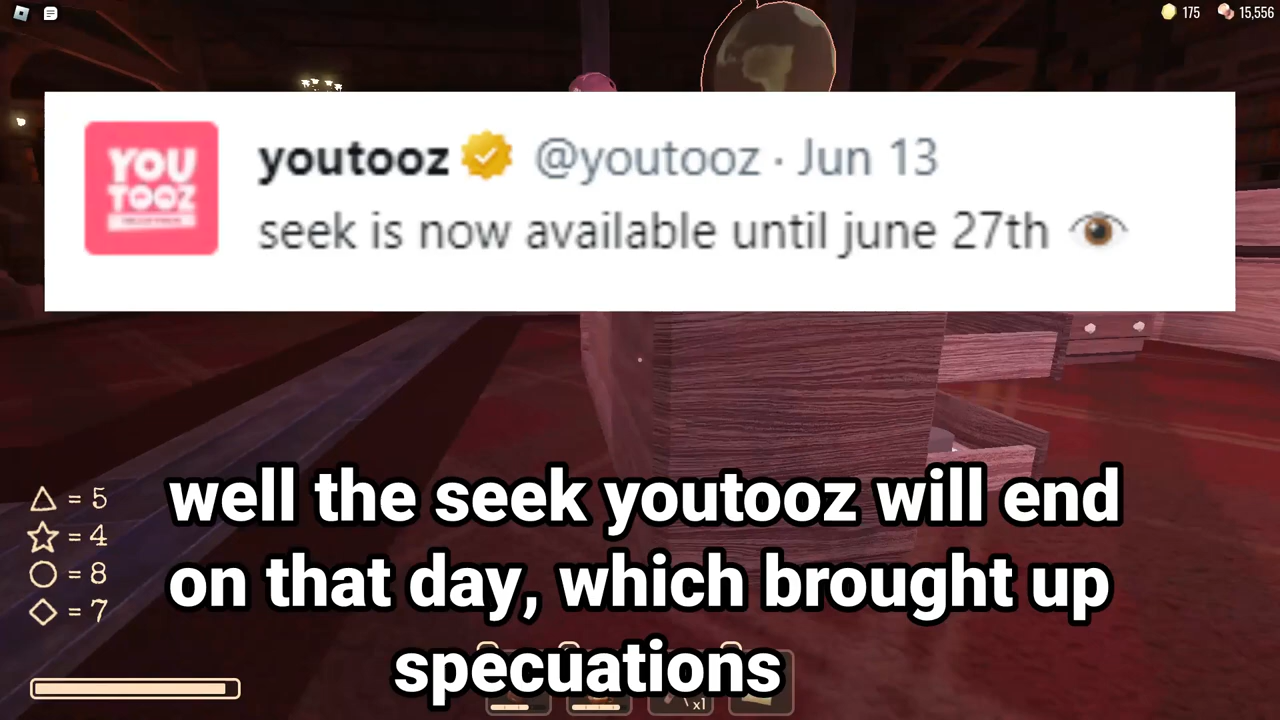 175 15,556
YOU
TOOZ
youtooz @youtooz · Jun 13
seek is now available until june 27th 👁️
△ = 5
☆ = 4
○ = 8
◇ = 7
well the seek youtooz will end
on that day, which brought up
specuations
x1